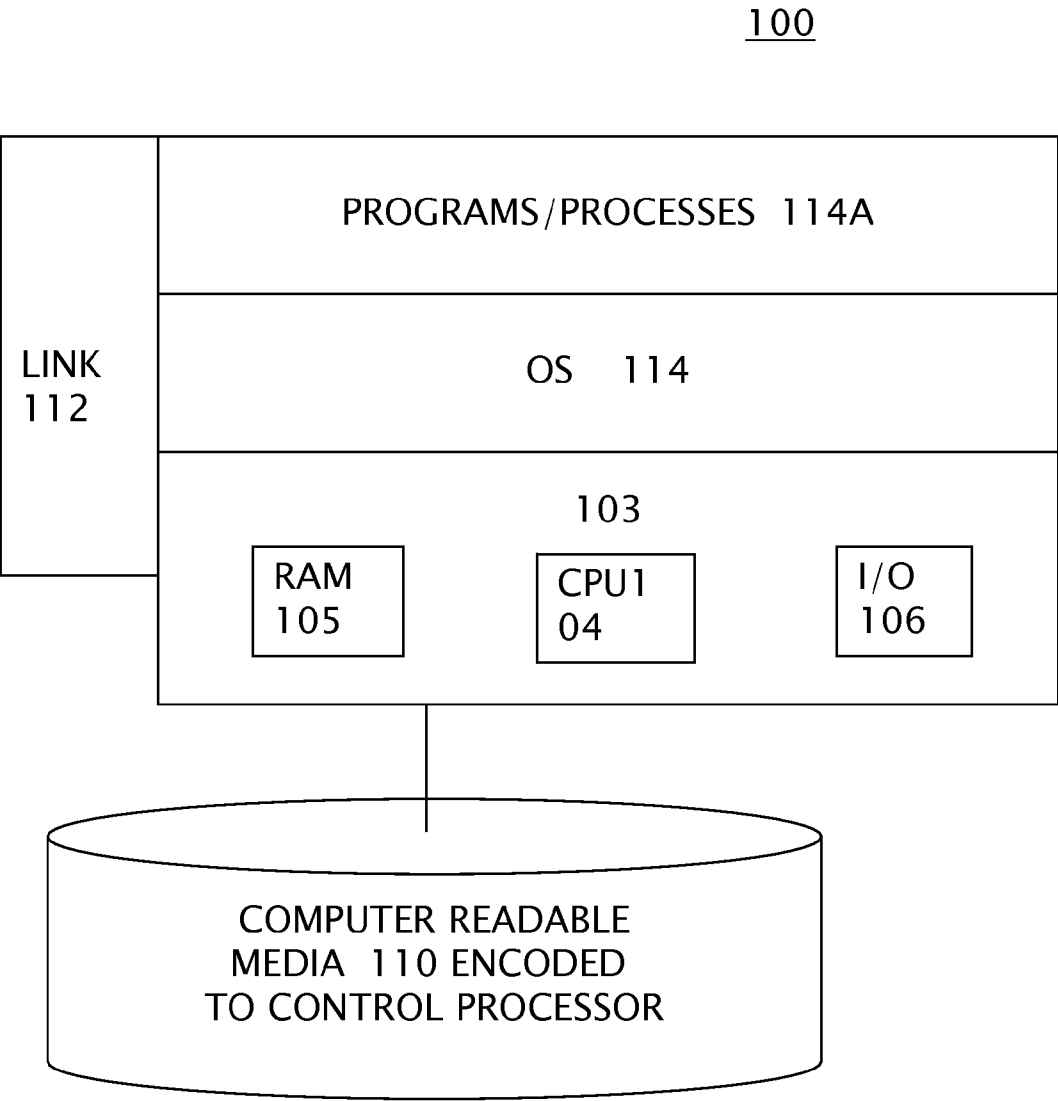 100
PROGRAMS/PROCESSES 114A
LINK
112
OS 114
103
RAM
105
CPU1
04
I/O
106
COMPUTER READABLE
MEDIA 110 ENCODED
TO CONTROL PROCESSOR